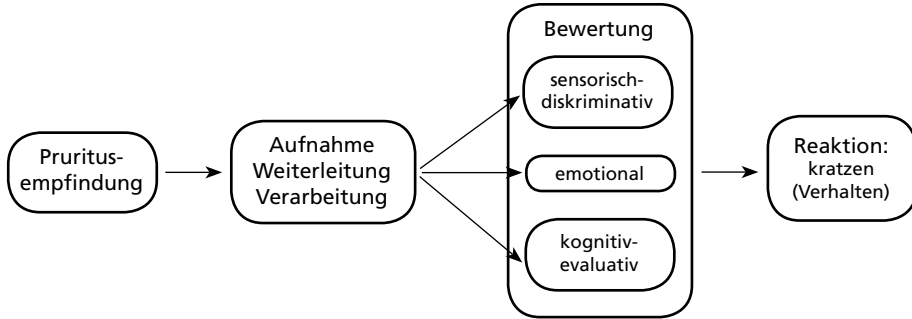 Pruritus-
empfindung
Aufnahme
Weiterleitung
Verarbeitung
Bewertung
sensorisch-
diskriminativ
emotional
kognitiv-
evaluativ
Reaktion:
kratzen
(Verhalten)